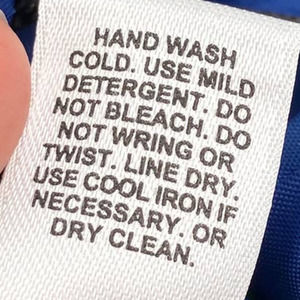 HAND WASH
COLD. USE MILD
DETERGENT. DO
NOT BLEACH. DO
NOT WRING OR
TWIST. LINE DRY.
USE COOL IRON IF
NECESSARY. OR
DRY CLEAN.